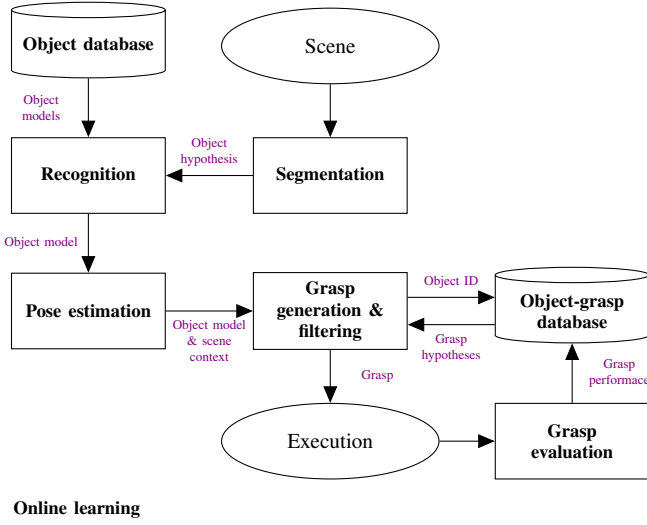 Object database
Scene
Object
models
Object
hypothesis
Recognition
Segmentation
Object model
Pose estimation
Object model
& scene
context
Grasp
generation &
filtering
Object ID
Grasp
hypotheses
Object-grasp
database
Grasp
Grasp
performace
Execution
Grasp
evaluation
Online learning